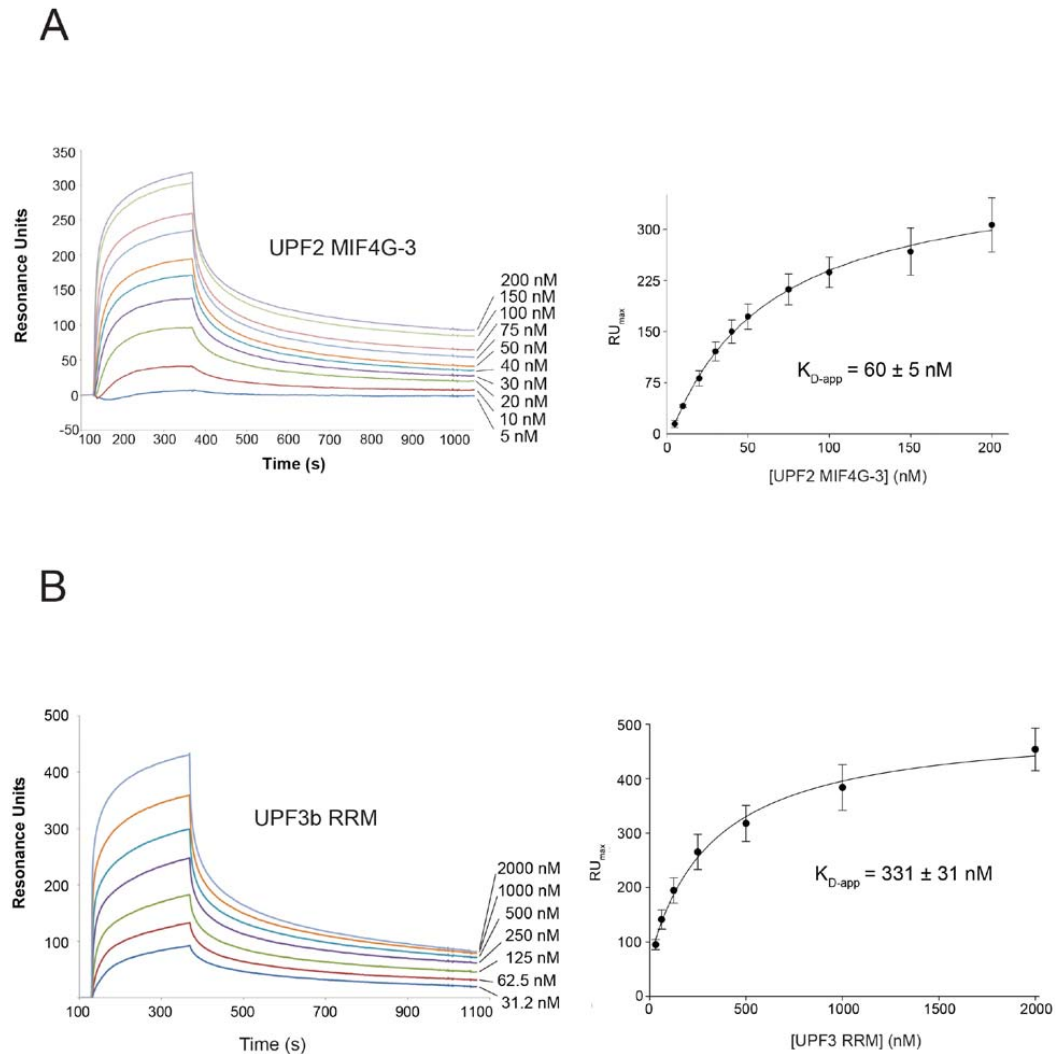 A
350
300
250
200
150
100
50
0
-50
Resonance Units
UPF2 MIF4G-3
200 nM
150 nM
100 nM
75 nM
50 nM
40 nM
30 nM
20 nM
10 nM
5 nM
100 200 300 400 500 600 700 800 900 1000
Time (s)
300
225
150
75
0
RUmax
KD-app = 60 ± 5 nM
0 50 100 150 200
[UPF2 MIF4G-3] (nM)
B
500
400
300
200
100
Resonance Units
UPF3b RRM
2000 nM
1000 nM
500 nM
250 nM
125 nM
62.5 nM
31.2 nM
100 300 500 700 900 1100
Time (s)
500
400
300
200
100
0
RUmax
KD-app = 331 ± 31 nM
0 500 1000 1500 2000
[UPF3 RRM] (nM)